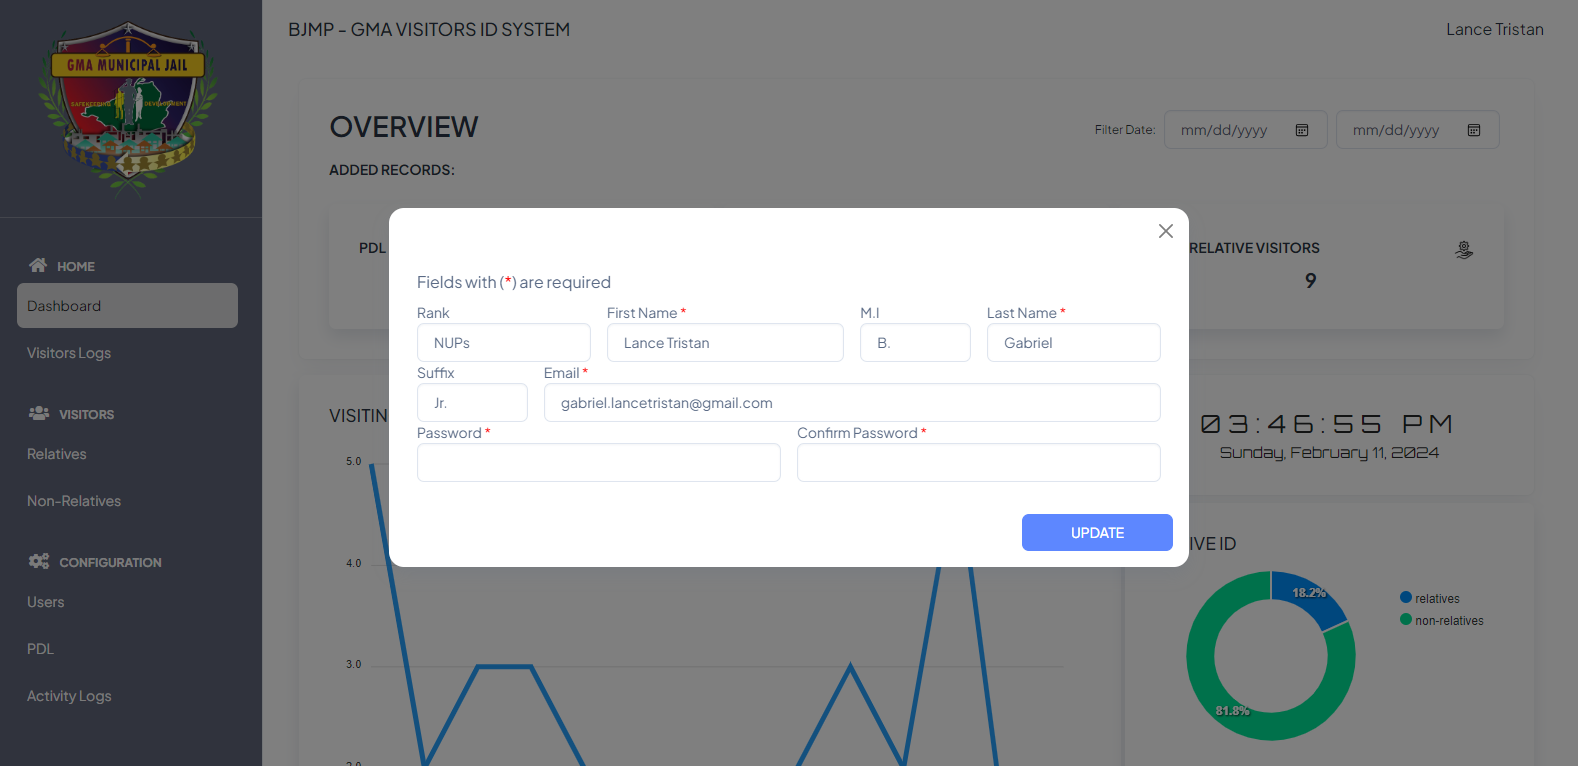 GMA MUNICIPAL JAIL
SAFEKEEPING DEVELOPMENT
HOME
Dashboard
Visitors Logs
VISITORS
Relatives
Non-Relatives
CONFIGURATION
Users
PDL
Activity Logs
BJMP - GMA VISITORS ID SYSTEM
Lance Tristan
OVERVIEW
Filter Date: mm/dd/yyyy mm/dd/yyyy
ADDED RECORDS:
PDL
RELATIVE VISITORS
9
Fields with (*) are required
Rank First Name * M.I Last Name *
NUPs Lance Tristan B. Gabriel
Suffix Email *
Jr. gabriel.lancetristan@gmail.com
Password * Confirm Password *
UPDATE
VISITIN
5.0
4.0
3.0
2.0
03:46:55 PM
Sunday, February 11, 2024
IVE ID
18.2%
81.8%
relatives
non-relatives